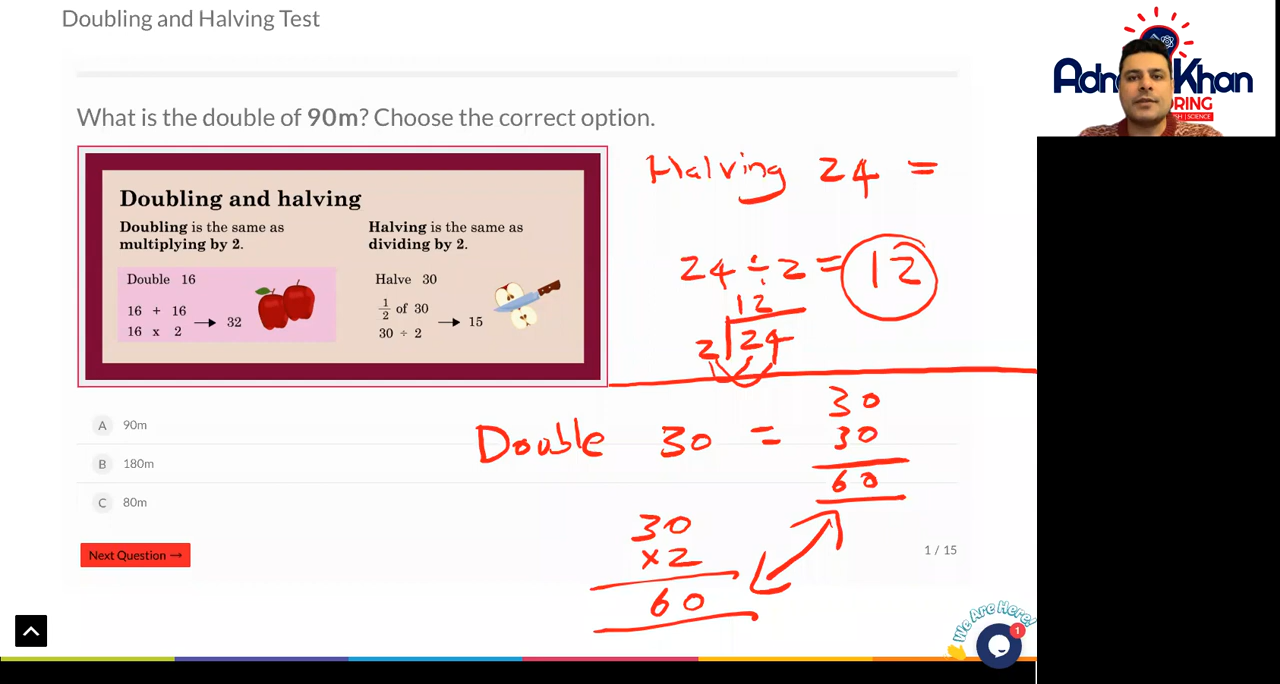 Doubling and Halving Test
What is the double of 90m? Choose the correct option.
Doubling and halving
Doubling is the same as
multiplying by 2.
Double 16
16 + 16
16 x 2
32
Halving is the same as
dividing by 2.
Halve 30
1/2 of 30
30 ÷ 2
15
A 90m
B 180m
C 80m
Next Question →
1 / 15
Halving 24 =
24 ÷ 2 = 12
12
2 24
Double 30 =
30
30
60
30
x 2
60
We Are Here!
1
Khan